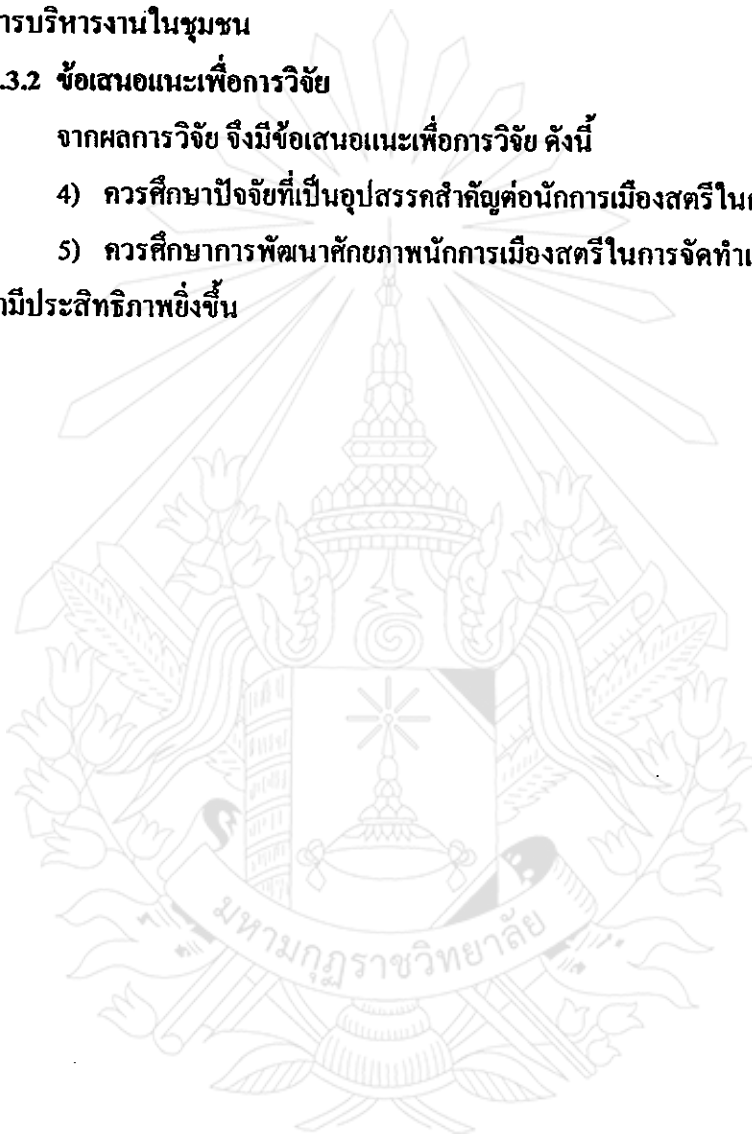 ารบริหารงานในชุมชน
.3.2 ข้อเสนอแนะเพื่อการวิจัย
จากผลการวิจัย จึงมีข้อเสนอแนะเพื่อการวิจัย ดังนี้
4) ควรศึกษาปัจจัยที่เป็นอุปสรรคสำคัญต่อนักการเมืองสตรีใน
5) ควรศึกษาการพัฒนาศักยภาพนักการเมืองสตรีในการจัดทำ
มีประสิทธิภาพยิ่งขึ้น
มหามกุฏราชวิทยาลัย